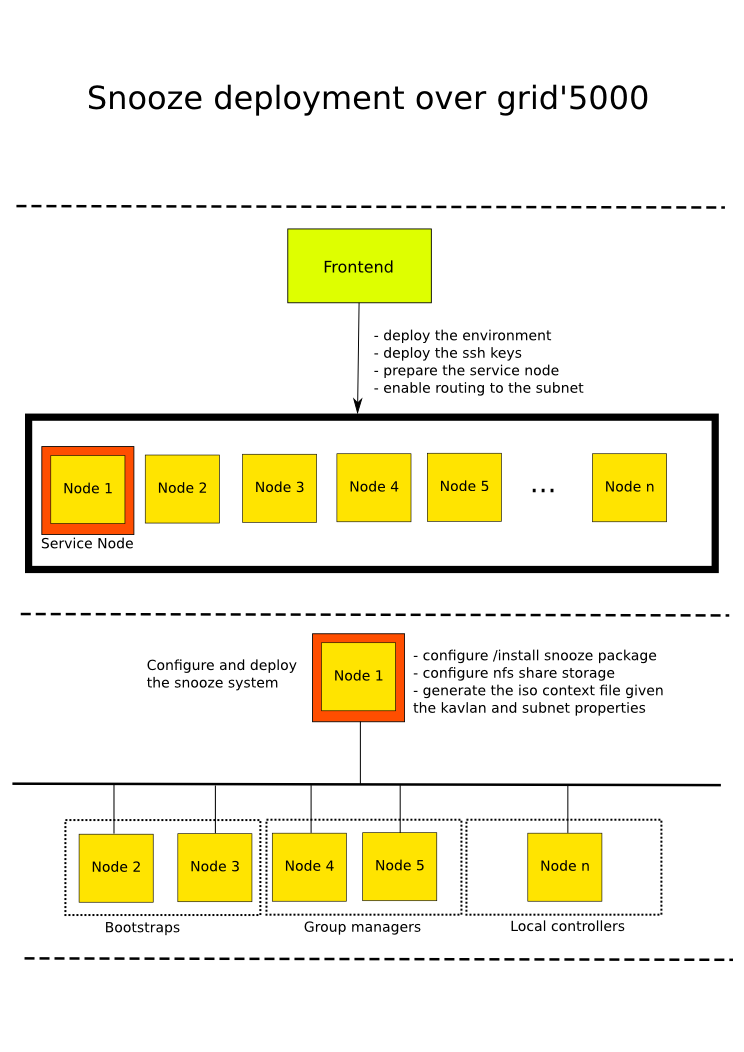 Snooze deployment over grid'5000
Frontend
- deploy the environment
- deploy the ssh keys
- prepare the service node
- enable routing to the subnet
Node 1
Node 2
Node 3
Node 4
Node 5
...
Node n
Service Node
Configure and deploy
the snooze system
Node 1
- configure /install snooze package
- configure nfs share storage
- generate the iso context file given
the kavlan and subnet properties
Node 2
Node 3
Node 4
Node 5
Node n
Bootstraps
Group managers
Local controllers